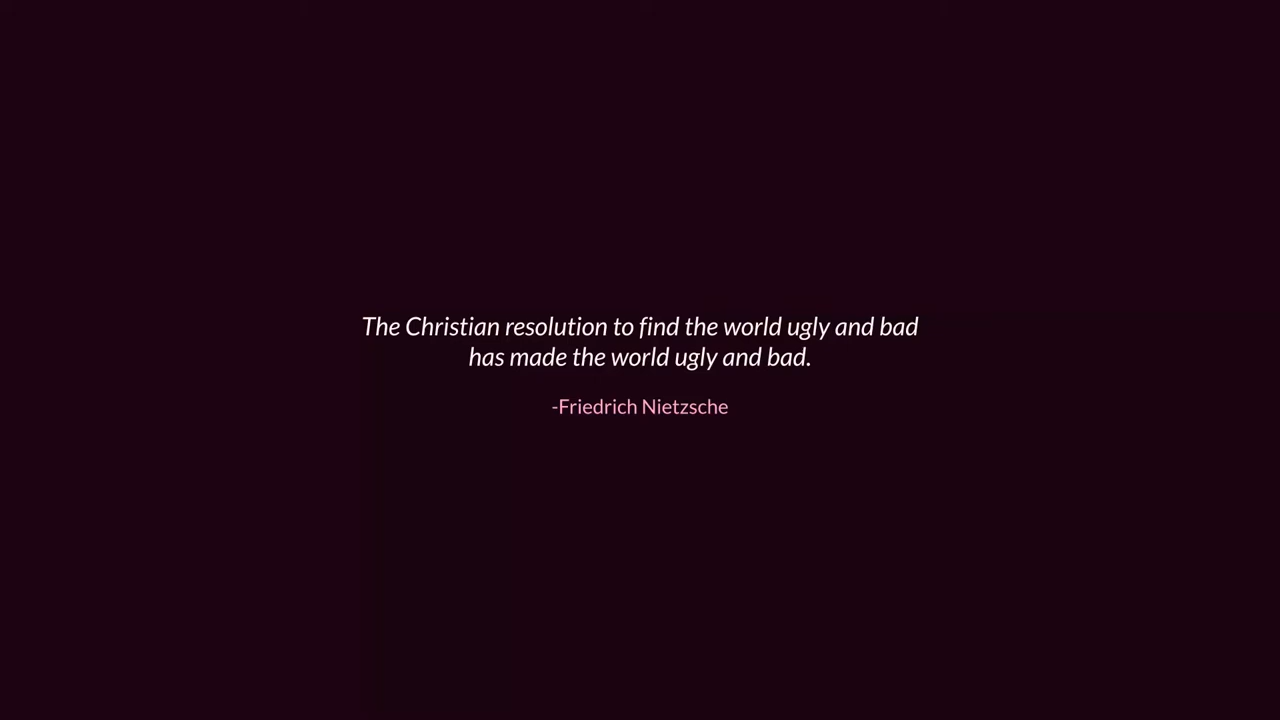 The Christian resolution to find the world ugly and bad
has made the world ugly and bad.
-Friedrich Nietzsche